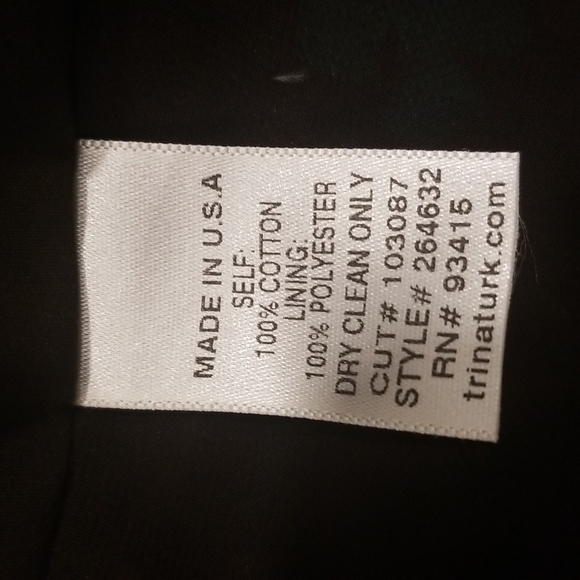 MADE IN U.S.A
SELF:
100% COTTON
LINING:
100% POLYESTER
DRY CLEAN ONLY
CUT# 103087
STYLE# 264632
RN# 93415
trinaturk.com